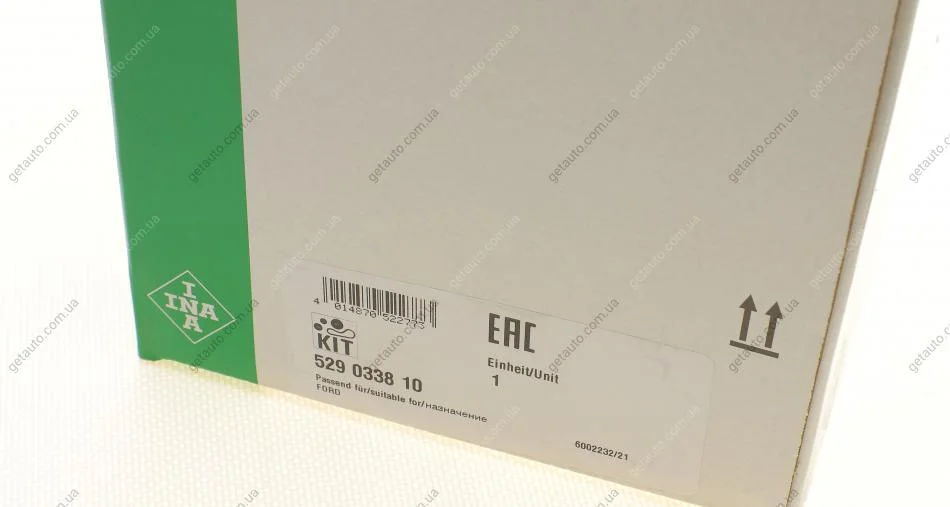 I
INA
A
4 014870 522773
KIT
529 0338 10
Passend für/suitable for/назначение
FORD
EAC
Einheit/Unit
1
6002232/21
getauto.com.ua